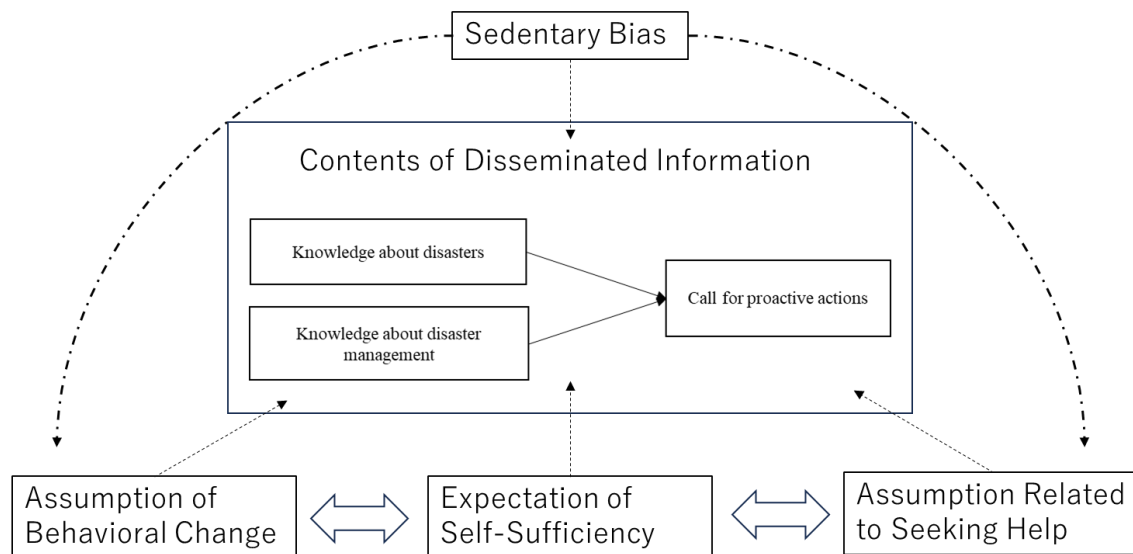 Sedentary Bias
Contents of Disseminated Information
Knowledge about disasters
Call for proactive actions
Knowledge about disaster
management
Assumption of
Behavioral Change
Expectation of
Self-Sufficiency
Assumption Related
to Seeking Help